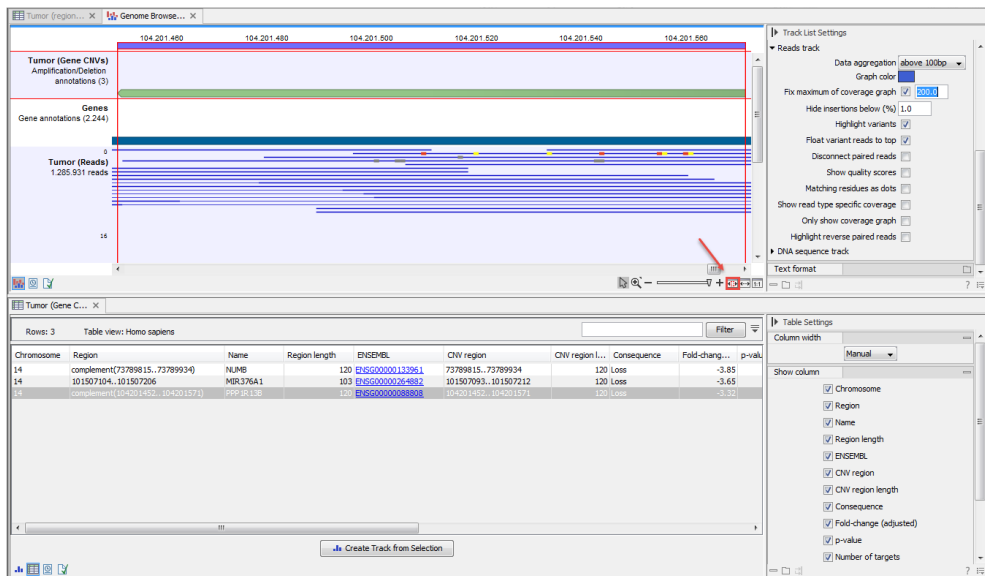 Tumor (region... Genome Browse...
104.201.460 104.201.480 104.201.500 104.201.520 104.201.540 104.201.560
Tumor (Gene CNVs)
Amplification/Deletion
annotations (3)
Genes
Gene annotations (2.244)
0
Tumor (Reads)
1.285.931 reads
16
Track List Settings
Reads track
Data aggregation above 100bp
Graph color
Fix maximum of coverage graph 200.0
Hide insertions below (%) 1.0
Highlight variants
Float variant reads to top
Disconnect paired reads
Show quality scores
Matching residues as dots
Show read type specific coverage
Only show coverage graph
Highlight reverse paired reads
DNA sequence track
Text format
Tumor (Gene C...
Rows: 3 Table view: Homo sapiens Filter
Chromosome Region Name Region length ENSEMBL CNV region CNV region l... Consequence Fold-chang... p-valu
14 complement(73789815..73789934) NUMB 120 ENSG00000133961 73789815..73789934 120 Loss -3.85
14 101507104..101507206 MIR376A1 103 ENSG00000264882 101507093..101507212 120 Loss -3.65
14 complement(104201452..104201571) PPP1R13B 120 ENSG00000088808 104201452..104201571 120 Loss -3.32
Create Track from Selection
Table Settings
Column width
Manual
Show column
Chromosome
Region
Name
Region length
ENSEMBL
CNV region
CNV region length
Consequence
Fold-change (adjusted)
p-value
Number of targets